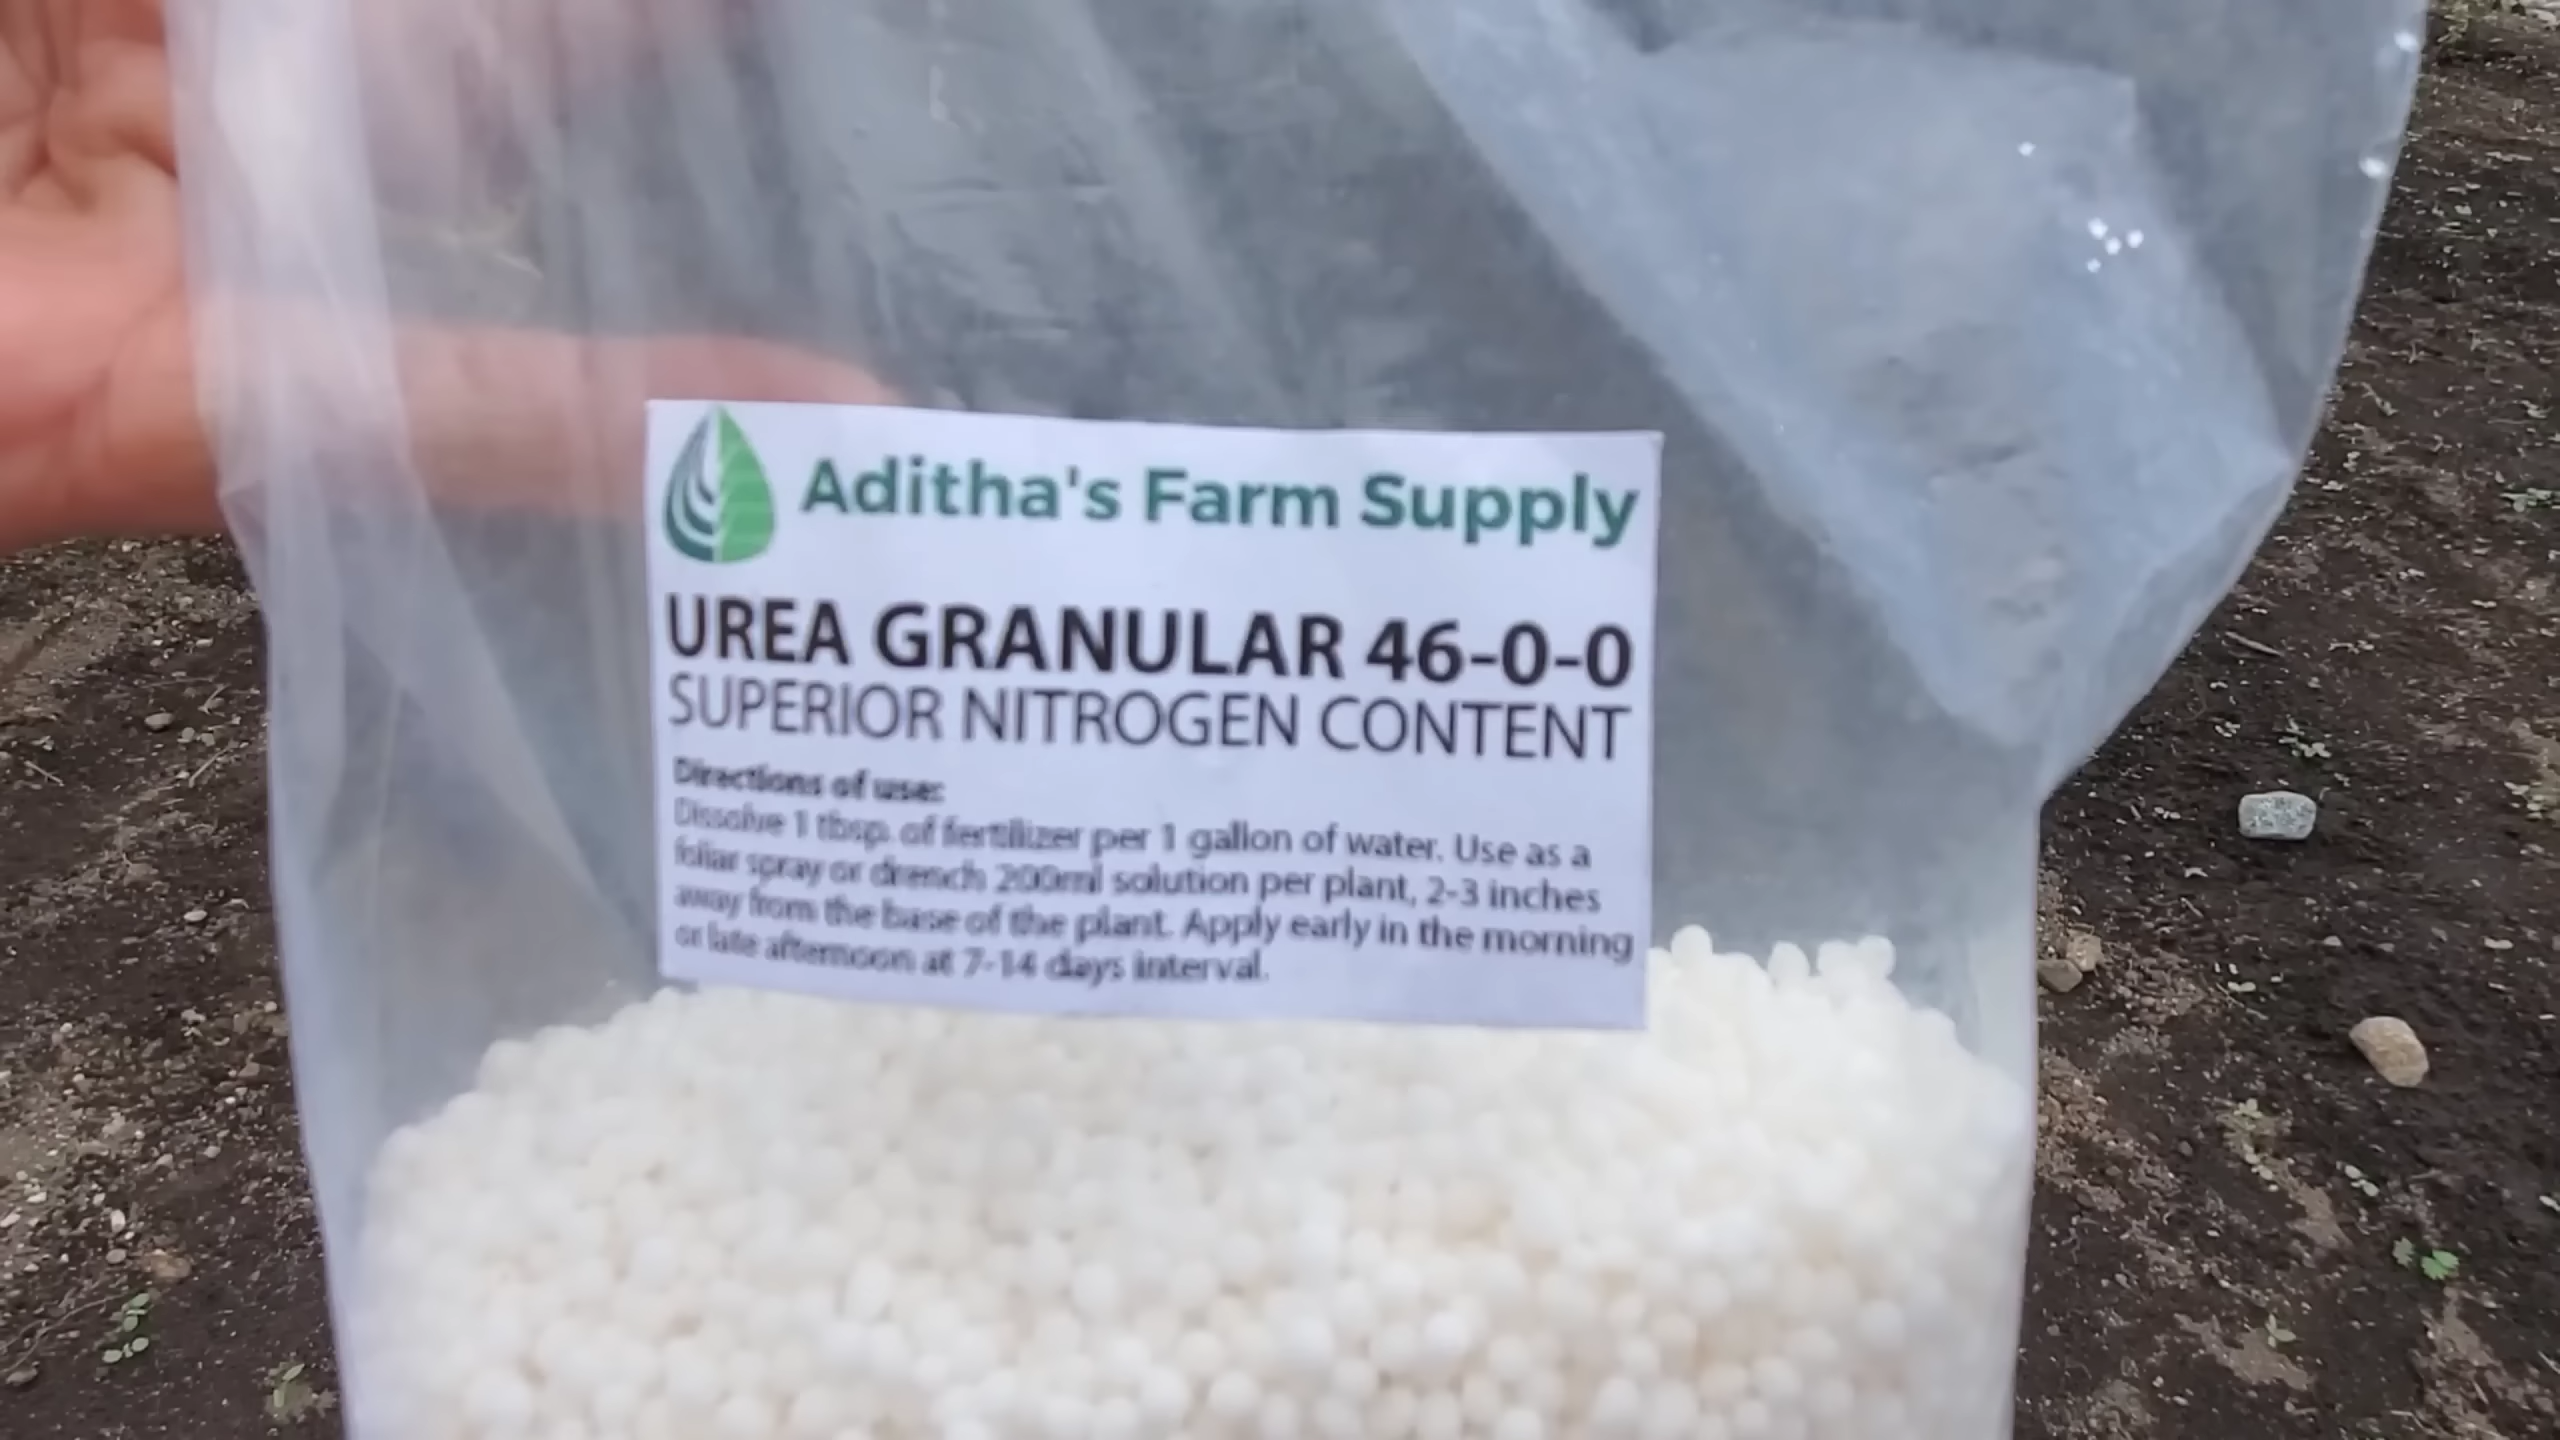 Aditha's Farm Supply
UREA GRANULAR 46-0-0
SUPERIOR NITROGEN CONTENT
Directions of use:
Dissolve 1 tbsp. of fertilizer per 1 gallon of water. Use as a
foliar spray or drench 200ml solution per plant, 2-3 inches
away from the base of the plant. Apply early in the morning
or late afternoon at 7-14 days interval.